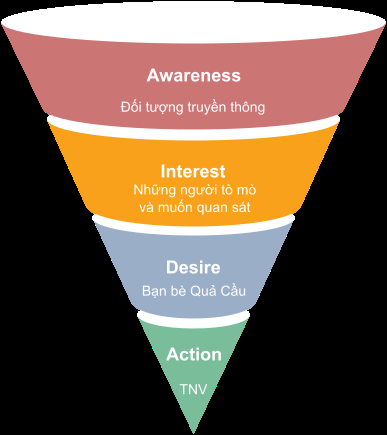 Awareness
Đối tượng truyền thông
Interest
Những người tò mò
và muốn quan sát
Desire
Bạn bè Quả Cầu
Action
TNV